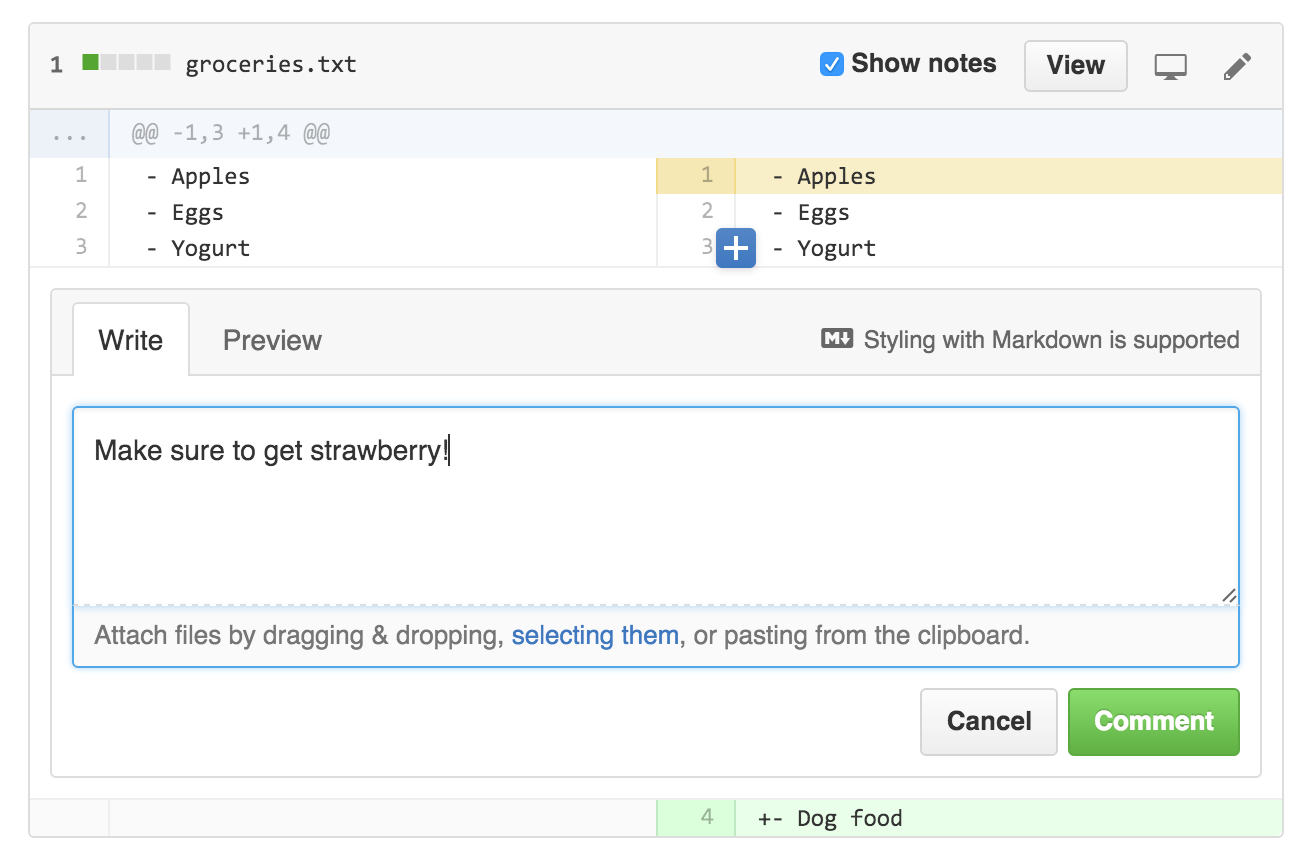 1 groceries.txt Show notes View
... @@ -1,3 +1,4 @@
1 - Apples 1 - Apples
2 - Eggs 2 - Eggs
3 - Yogurt 3 + - Yogurt
Write Preview M↓ Styling with Markdown is supported
Make sure to get strawberry!
Attach files by dragging & dropping, selecting them, or pasting from the clipboard.
Cancel Comment
4 +- Dog food